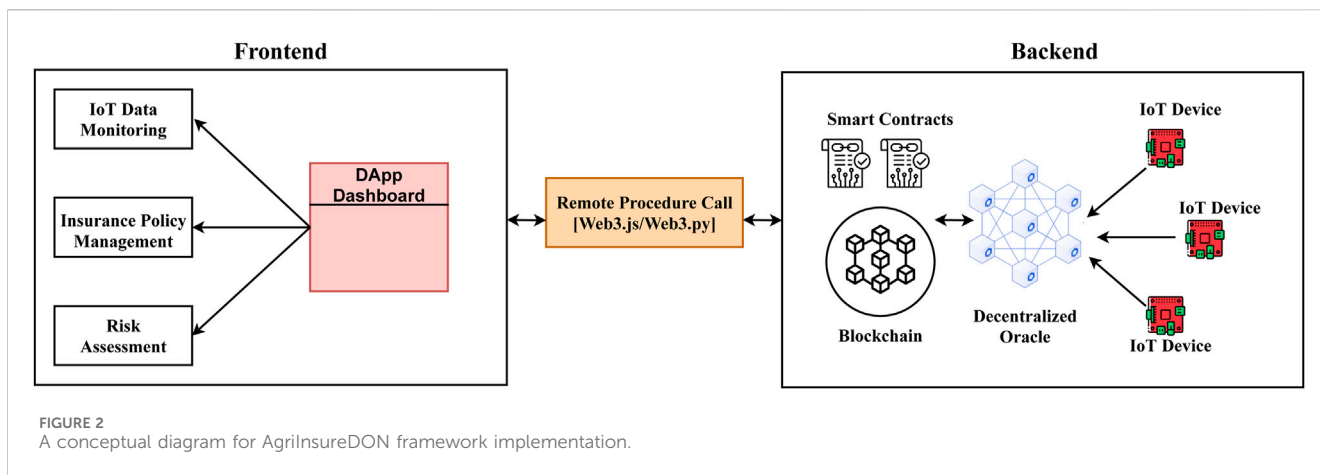 Frontend
Backend
IoT Data
Monitoring
Insurance Policy
Management
Risk
Assessment
DApp
Dashboard
Remote Procedure Call
[Web3.js/Web3.py]
Smart Contracts
Blockchain
Decentralized
Oracle
IoT Device
IoT Device
IoT Device
FIGURE 2
A conceptual diagram for AgriInsureDON framework implementation.